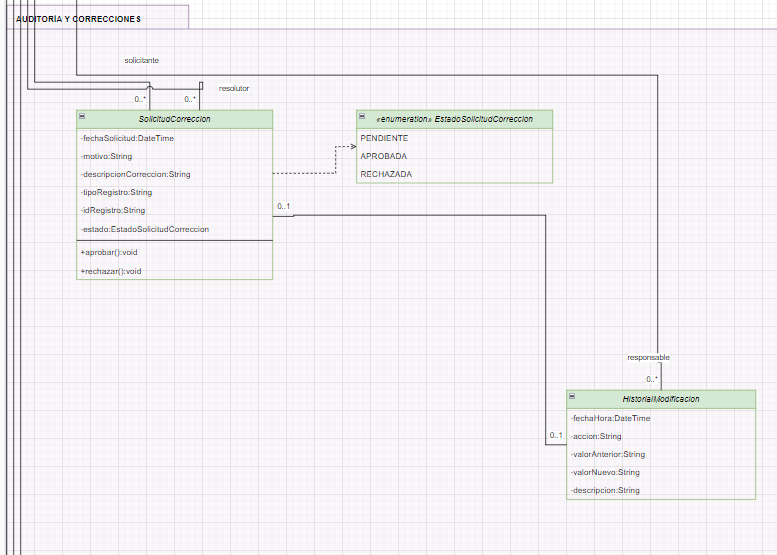 AUDITORÍA Y CORRECCIONES
solicitante
resolutor
0..*
0..*
SolicitudCorreccion
-fechaSolicitud:DateTime
-motivo:String
-descripcionCorreccion:String
-tipoRegistro:String
-idRegistro:String
-estado:EstadoSolicitudCorreccion
+aprobar():void
+rechazar():void
«enumeration» EstadoSolicitudCorreccion
PENDIENTE
APROBADA
RECHAZADA
0..1
responsable
0..*
0..1
HistorialModificacion
-fechaHora:DateTime
-accion:String
-valorAnterior:String
-valorNuevo:String
-descripcion:String